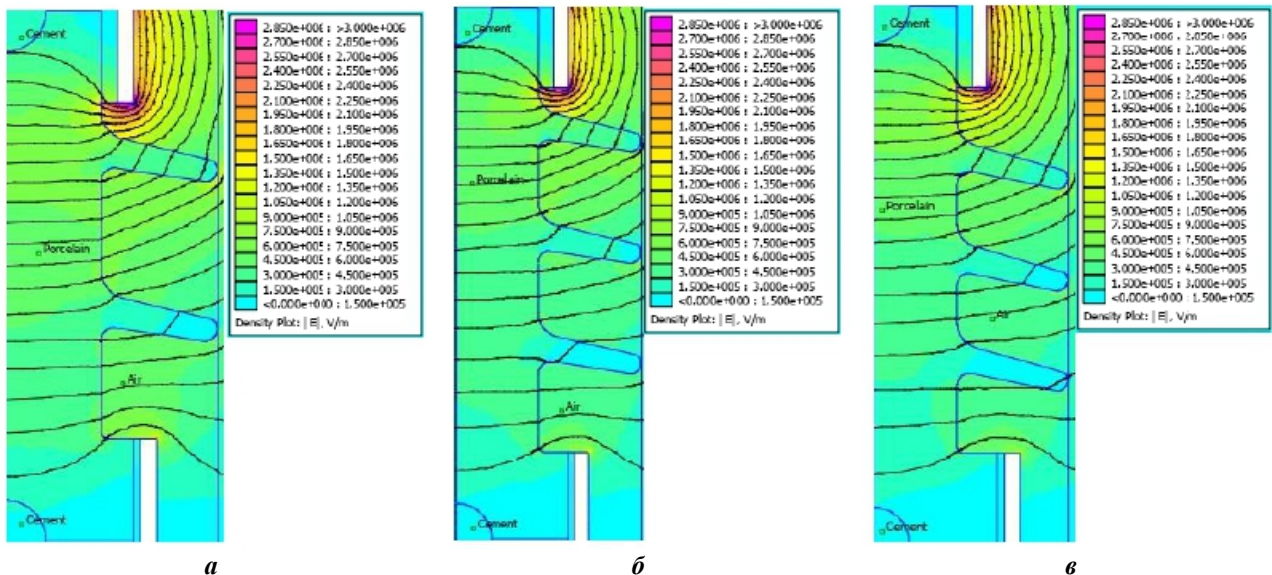 Cement
Porcelain
Air
Cement
2.850e+006 : >3.000e+006
2.700e+006 : 2.850e+006
2.550e+006 : 2.700e+006
2.400e+006 : 2.550e+006
2.250e+006 : 2.400e+006
2.100e+006 : 2.250e+006
1.950e+006 : 2.100e+006
1.800e+006 : 1.950e+006
1.650e+006 : 1.800e+006
1.500e+006 : 1.650e+006
1.350e+006 : 1.500e+006
1.200e+006 : 1.350e+006
1.050e+006 : 1.200e+006
9.000e+005 : 1.050e+006
7.500e+005 : 9.000e+005
6.000e+005 : 7.500e+005
4.500e+005 : 6.000e+005
3.000e+005 : 4.500e+005
1.500e+005 : 3.000e+005
<0.000e+000 : 1.500e+005
Density Plot: |E|, V/m
а
Cement
Porcelain
Air
Cement
2.850e+006 : >3.000e+006
2.700e+006 : 2.850e+006
2.550e+006 : 2.700e+006
2.400e+006 : 2.550e+006
2.250e+006 : 2.400e+006
2.100e+006 : 2.250e+006
1.950e+006 : 2.100e+006
1.800e+006 : 1.950e+006
1.650e+006 : 1.800e+006
1.500e+006 : 1.650e+006
1.350e+006 : 1.500e+006
1.200e+006 : 1.350e+006
1.050e+006 : 1.200e+006
9.000e+005 : 1.050e+006
7.500e+005 : 9.000e+005
6.000e+005 : 7.500e+005
4.500e+005 : 6.000e+005
3.000e+005 : 4.500e+005
1.500e+005 : 3.000e+005
<0.000e+000 : 1.500e+005
Density Plot: |E|, V/m
б
Cement
Porcelain
Air
Cement
2.850e+006 : >3.000e+006
2.700e+006 : 2.850e+006
2.550e+006 : 2.700e+006
2.400e+006 : 2.550e+006
2.250e+006 : 2.400e+006
2.100e+006 : 2.250e+006
1.950e+006 : 2.100e+006
1.800e+006 : 1.950e+006
1.650e+006 : 1.800e+006
1.500e+006 : 1.650e+006
1.350e+006 : 1.500e+006
1.200e+006 : 1.350e+006
1.050e+006 : 1.200e+006
9.000e+005 : 1.050e+006
7.500e+005 : 9.000e+005
6.000e+005 : 7.500e+005
4.500e+005 : 6.000e+005
3.000e+005 : 4.500e+005
1.500e+005 : 3.000e+005
<0.000e+000 : 1.500e+005
Density Plot: |E|, V/m
в